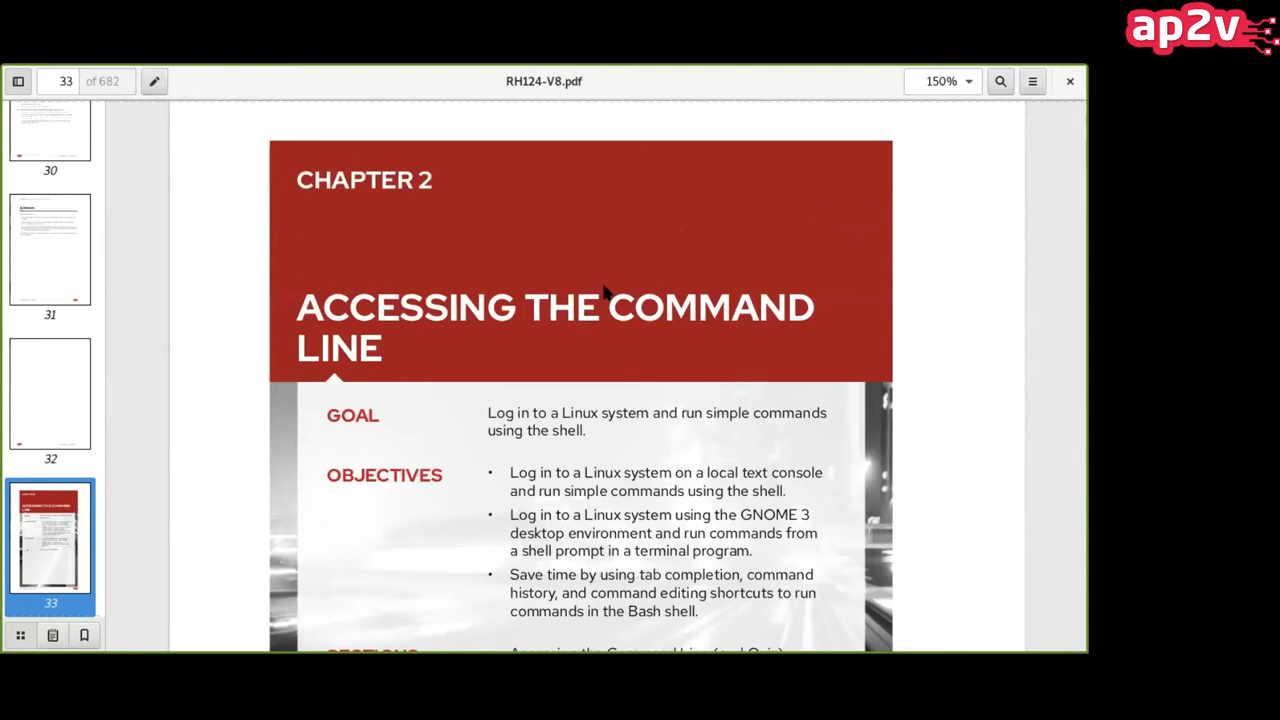 ap2v
33 of 682
RH124-V8.pdf
150%
30
31
32
33
CHAPTER 2
ACCESSING THE COMMAND
LINE
GOAL
Log in to a Linux system and run simple commands
using the shell.
OBJECTIVES
• Log in to a Linux system on a local text console
and run simple commands using the shell.
• Log in to a Linux system using the GNOME 3
desktop environment and run commands from
a shell prompt in a terminal program.
• Save time by using tab completion, command
history, and command editing shortcuts to run
commands in the Bash shell.